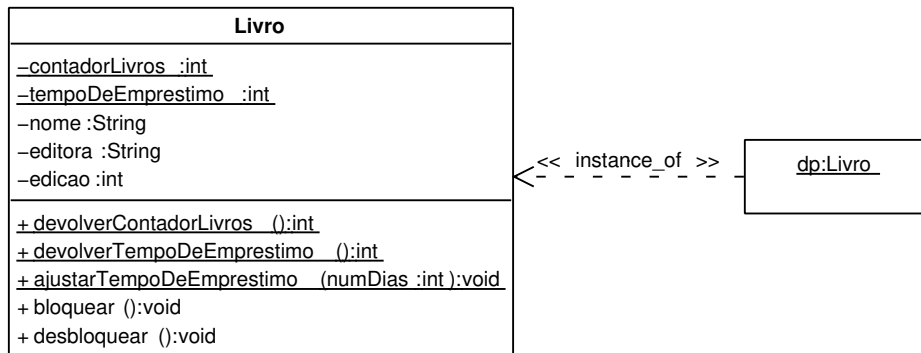 Livro
–contadorLivros :int
–tempoDeEmprestimo :int
–nome :String
–editora :String
–edicao :int
<< instance_of >>
dp:Livro
+ devolverContadorLivros ():int
+ devolverTempoDeEmprestimo ():int
+ ajustarTempoDeEmprestimo (numDias :int ):void
+ bloquear ():void
+ desbloquear ():void